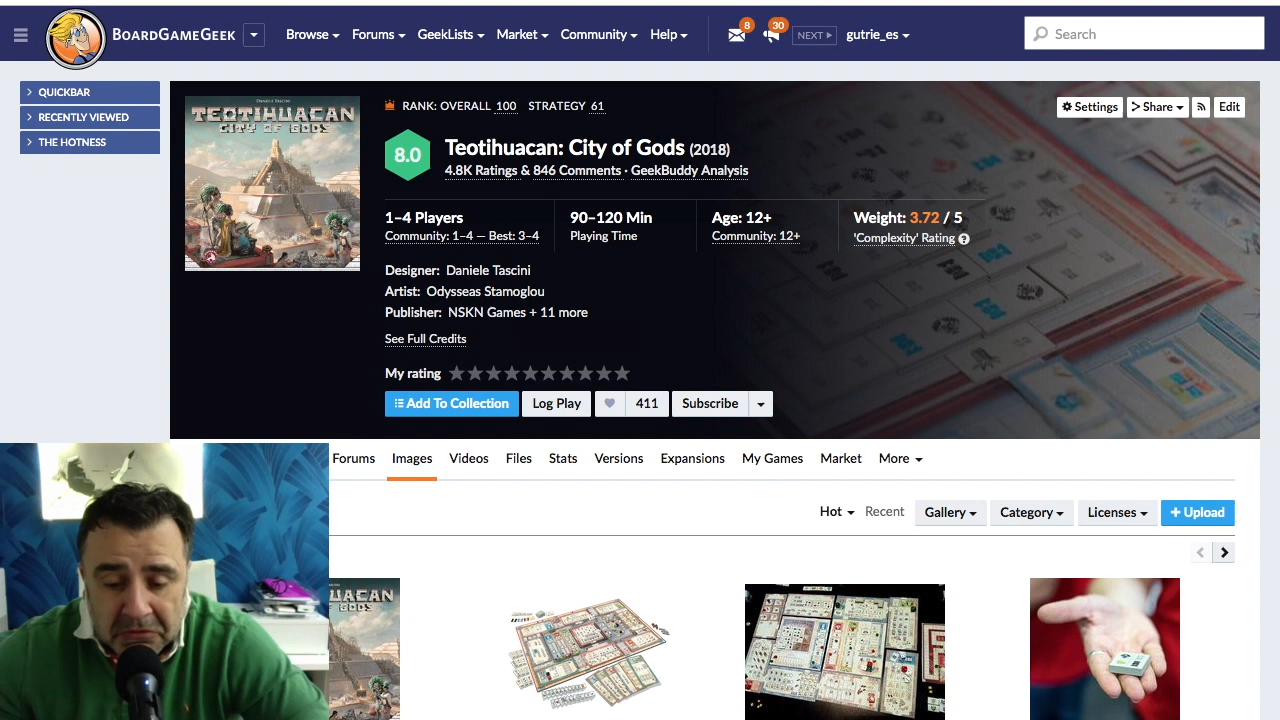 BOARDGAMEGEEK
Browse Forums GeekLists Market Community Help
8 30 NEXT gutrie_es
Search
QUICKBAR
RECENTLY VIEWED
THE HOTNESS
DANIELE TASCINI
TEOTIHUACAN
CITY OF GODS
RANK: OVERALL 100 STRATEGY 61
Settings Share Edit
8.0
Teotihuacan: City of Gods (2018)
4.8K Ratings & 846 Comments · GeekBuddy Analysis
1–4 Players
Community: 1–4 — Best: 3–4
90–120 Min
Playing Time
Age: 12+
Community: 12+
Weight: 3.72 / 5
'Complexity' Rating ?
Designer: Daniele Tascini
Artist: Odysseas Stamoglou
Publisher: NSKN Games + 11 more
See Full Credits
My rating
Add To Collection Log Play 411 Subscribe
Forums Images Videos Files Stats Versions Expansions My Games Market More
Hot Recent Gallery Category Licenses + Upload
UACAN
GODS